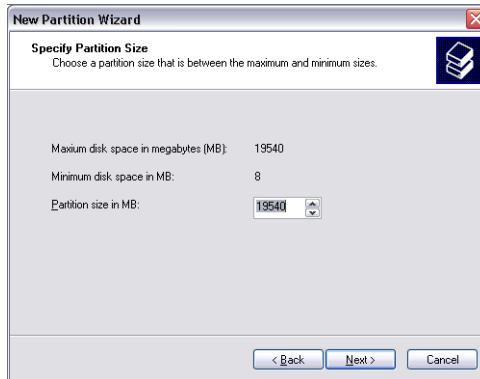 New Partition Wizard
Specify Partition Size
Choose a partition size that is between the maximum and minimum sizes.
Maxium disk space in megabytes (MB): 19540
Minimum disk space in MB: 8
Partition size in MB: 19540
< Back Next > Cancel